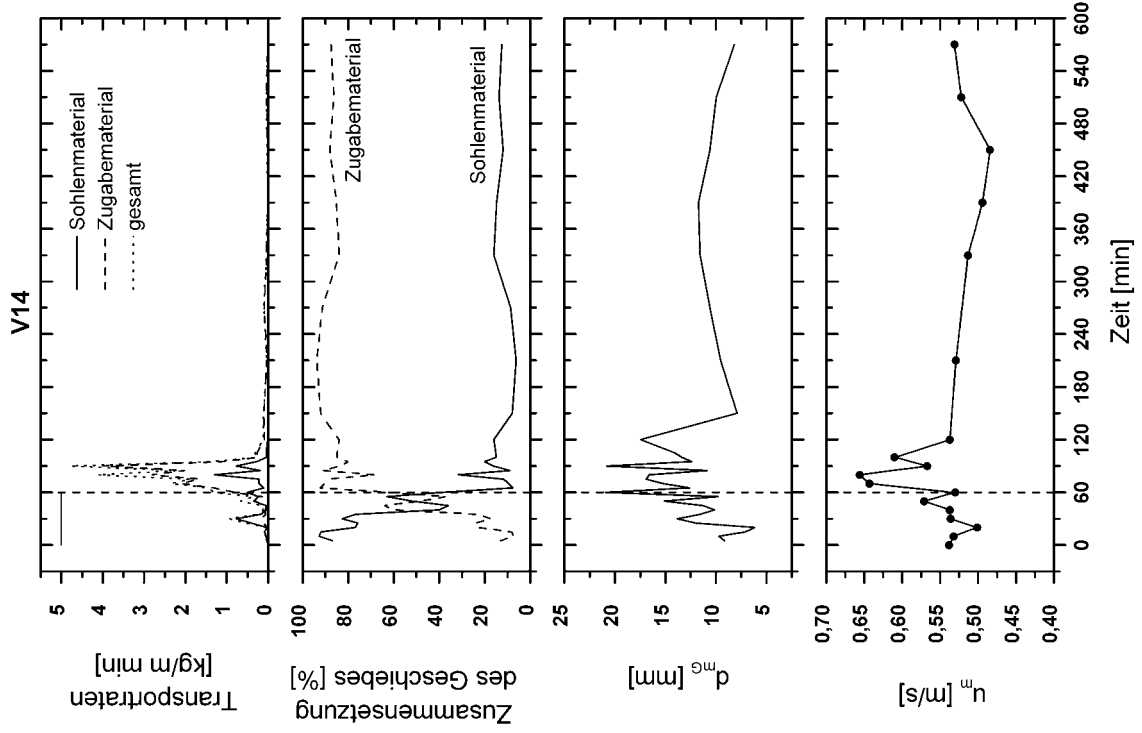 V14
Transportraten
[kg/m min]
5
4
3
2
1
0
Sohlenmaterial
Zugabematerial
gesamt
Zusammensetzung
des Geschiebes [%]
100
80
60
40
20
0
Zugabematerial
Sohlenmaterial
d_mG [mm]
25
20
15
10
5
u_m [m/s]
0,70
0,65
0,60
0,55
0,50
0,45
0,40
0 60 120 180 240 300 360 420 480 540 600
Zeit [min]